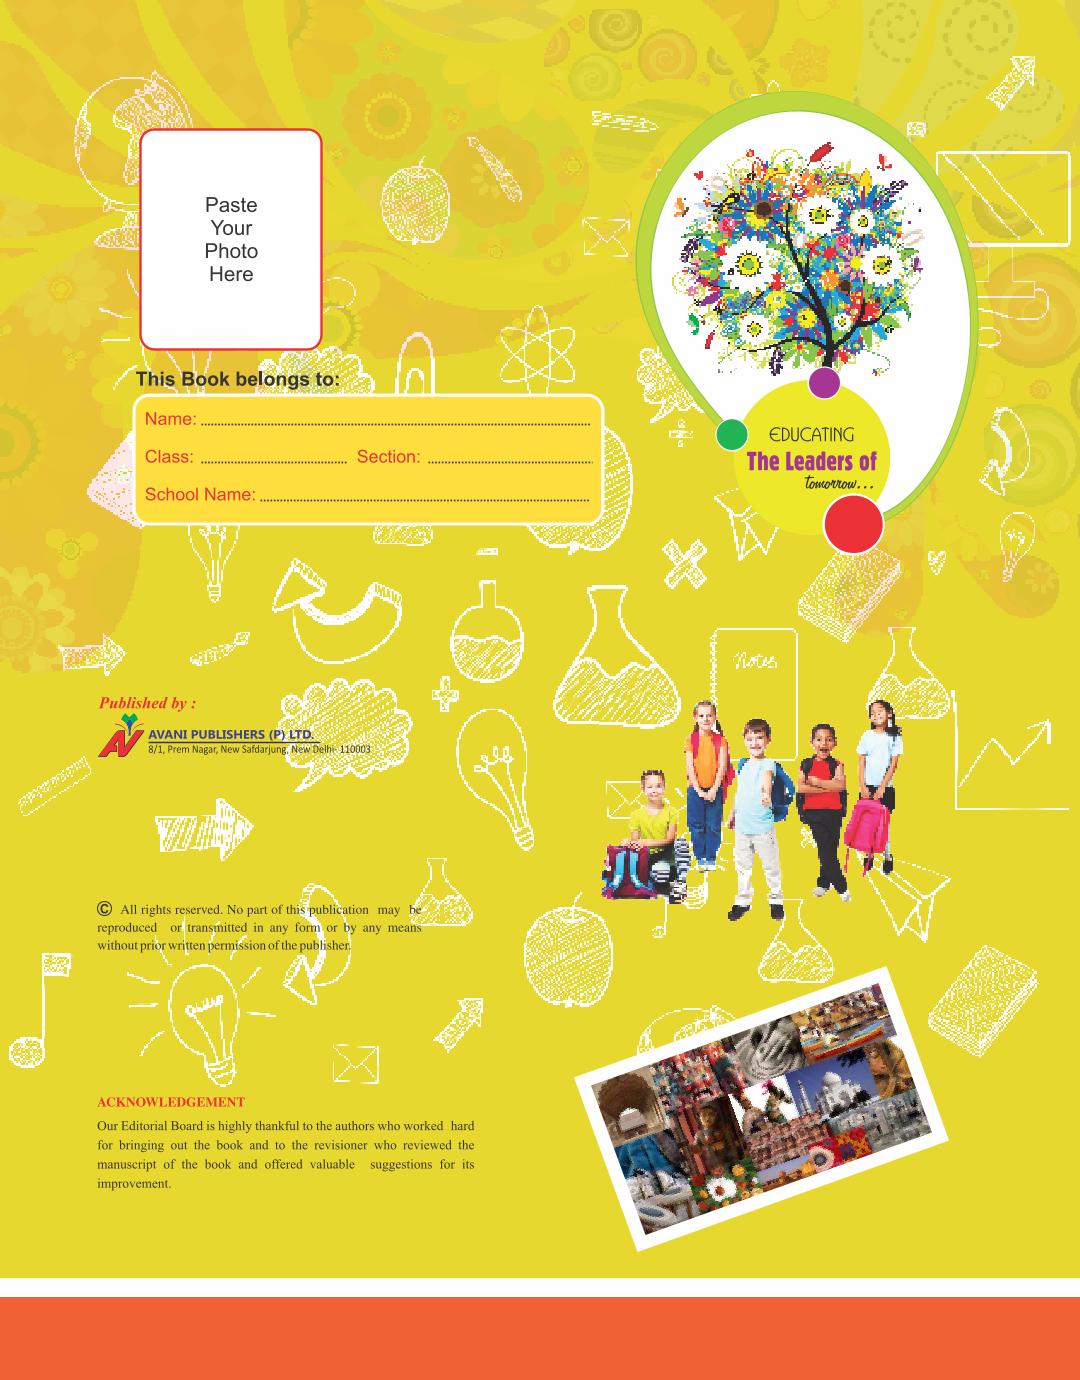 Paste
Your
Photo
Here
This Book belongs to:
Name:
Class: Section:
School Name:
EDUCATING
The Leaders of
tomorrow...
Notes
Published by :
AVANI PUBLISHERS (P) LTD.
8/1, Prem Nagar, New Safdarjung, New Delhi- 110003
© All rights reserved. No part of this publication may be
reproduced or transmitted in any form or by any means
without prior written permission of the publisher.
ACKNOWLEDGEMENT
Our Editorial Board is highly thankful to the authors who worked hard
for bringing out the book and to the revisioner who reviewed the
manuscript of the book and offered valuable suggestions for its
improvement.